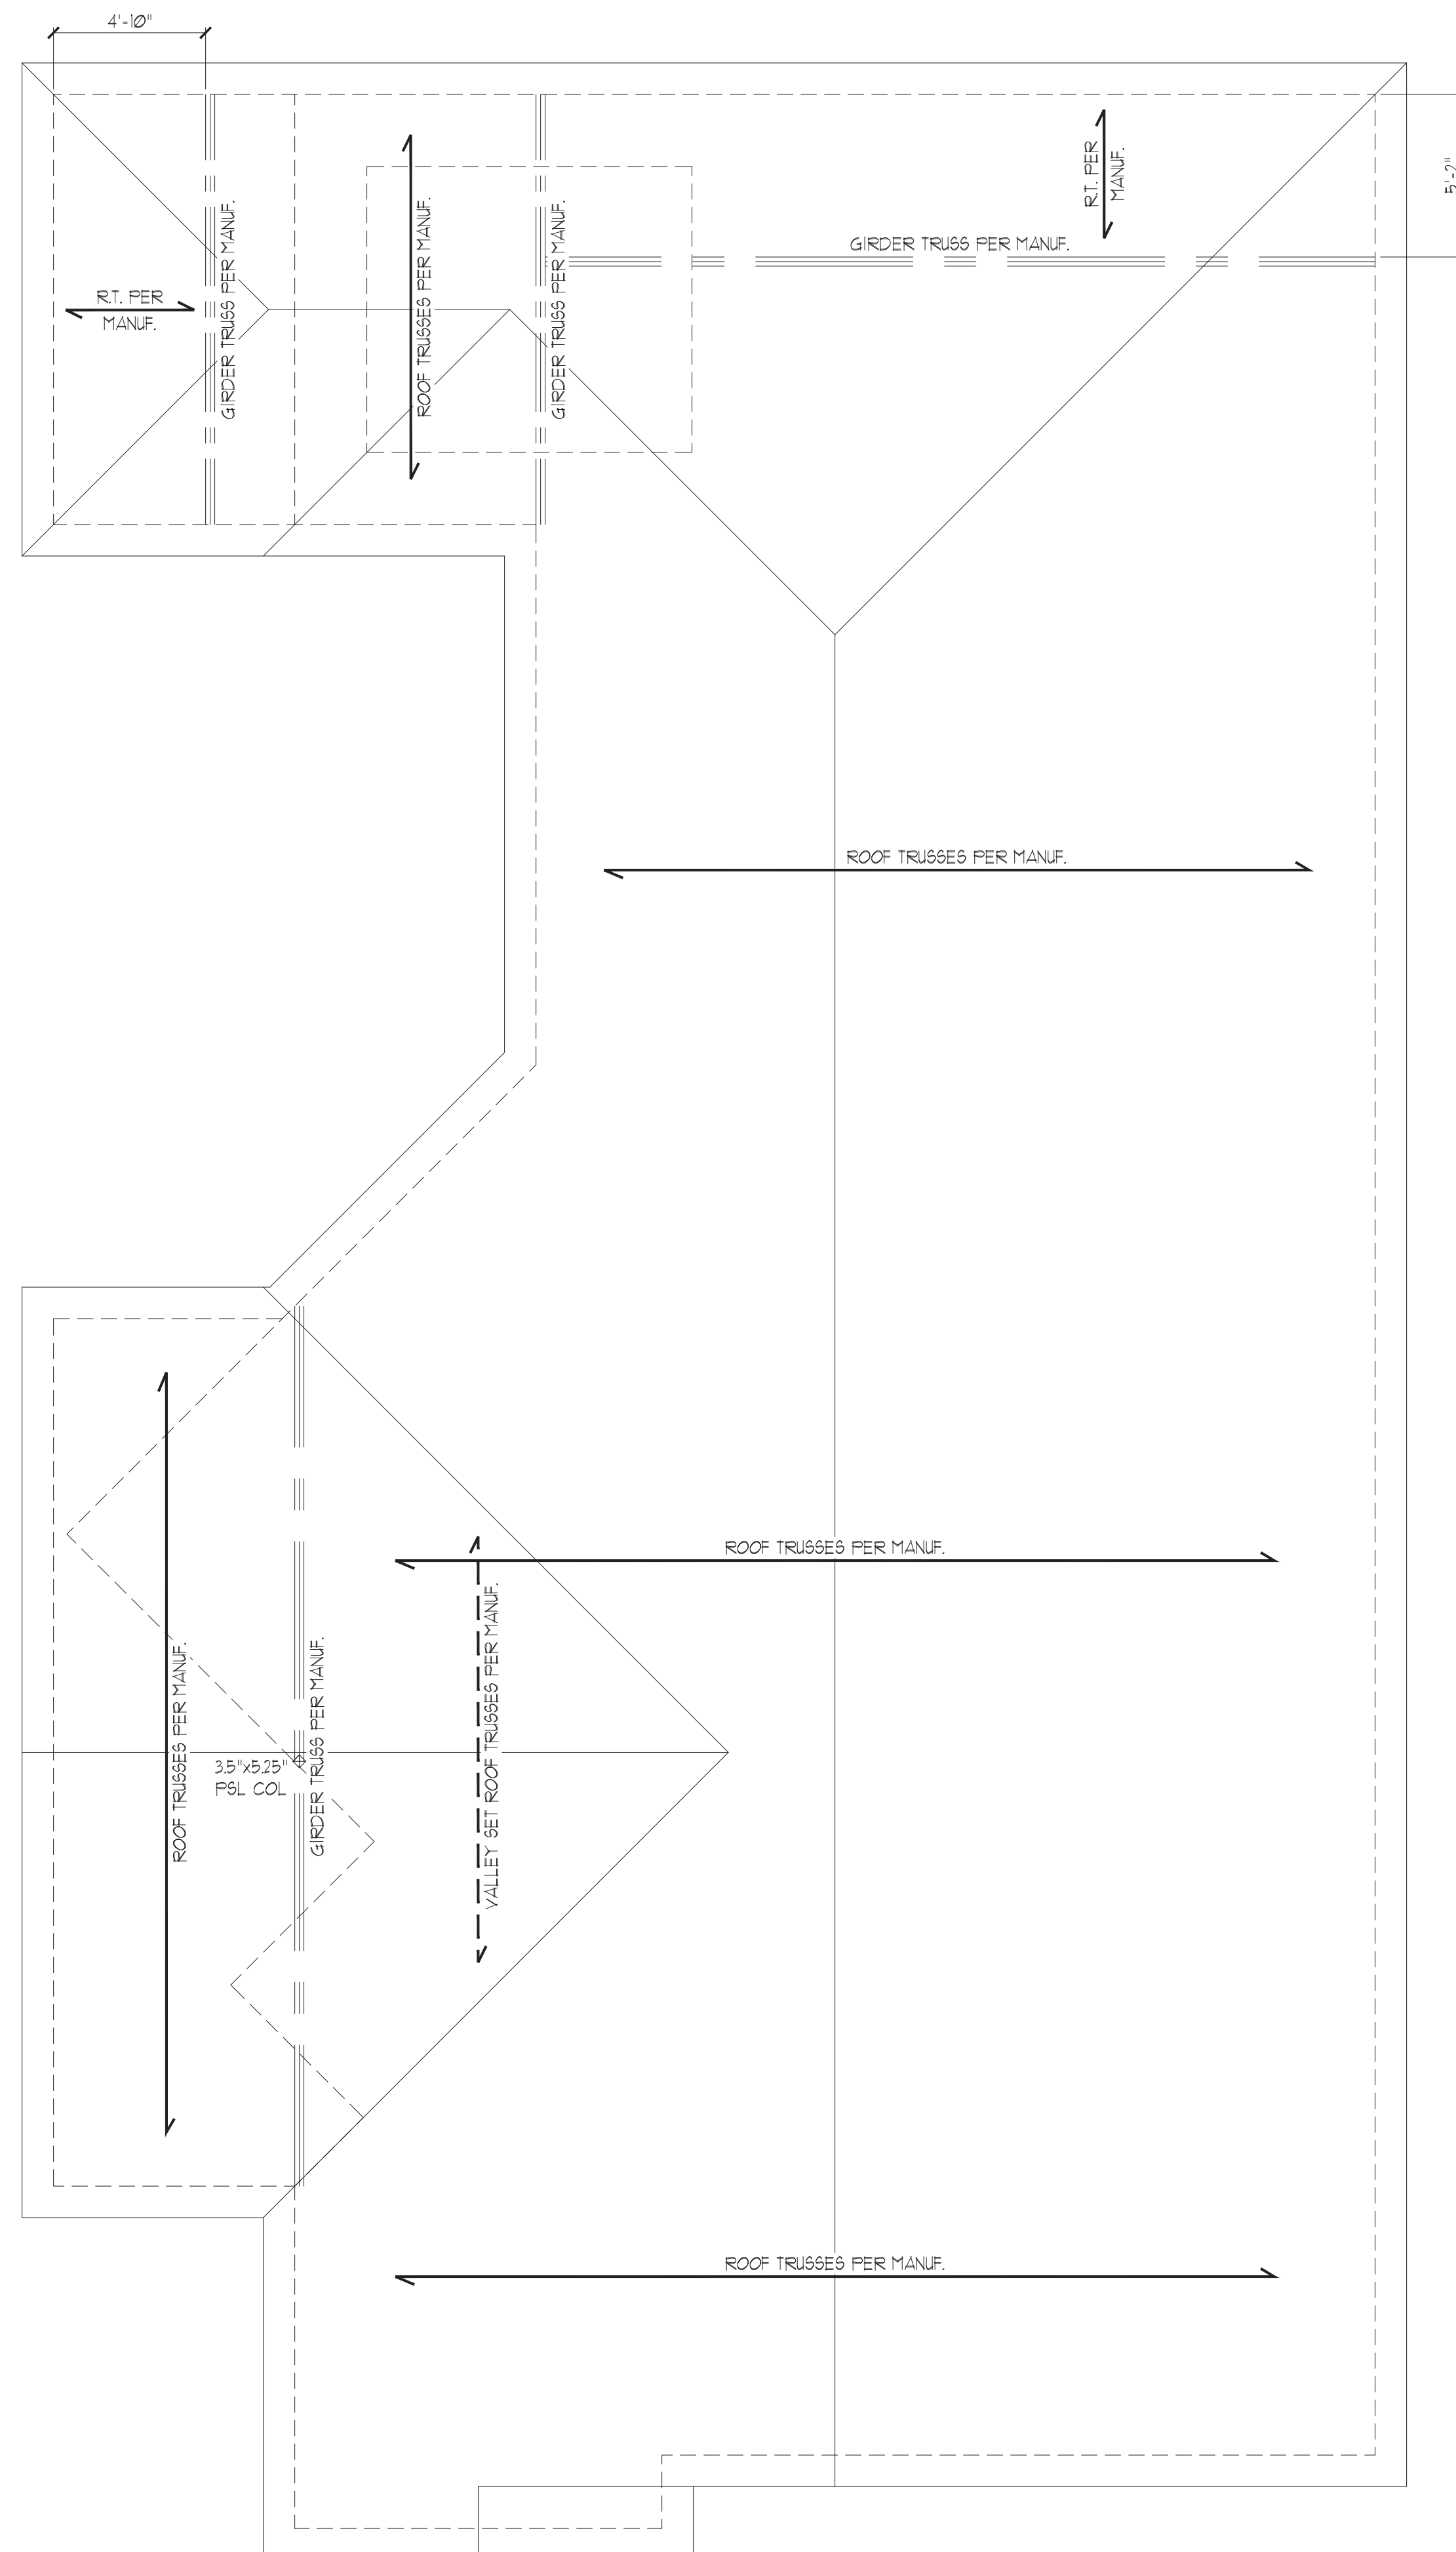 4'-10"
R.T. PER
MANUF.
5'-2"
GIRDER TRUSS PER MANUF.
ROOF TRUSSES PER MANUF.
GIRDER TRUSS PER MANUF.
GIRDER TRUSS PER MANUF.
R.T. PER
MANUF.
ROOF TRUSSES PER MANUF.
ROOF TRUSSES PER MANUF.
ROOF TRUSSES PER MANUF.
3.5"x5.25"
PSL COL
GIRDER TRUSS PER MANUF.
VALLEY SET ROOF TRUSSES PER MANUF.
ROOF TRUSSES PER MANUF.